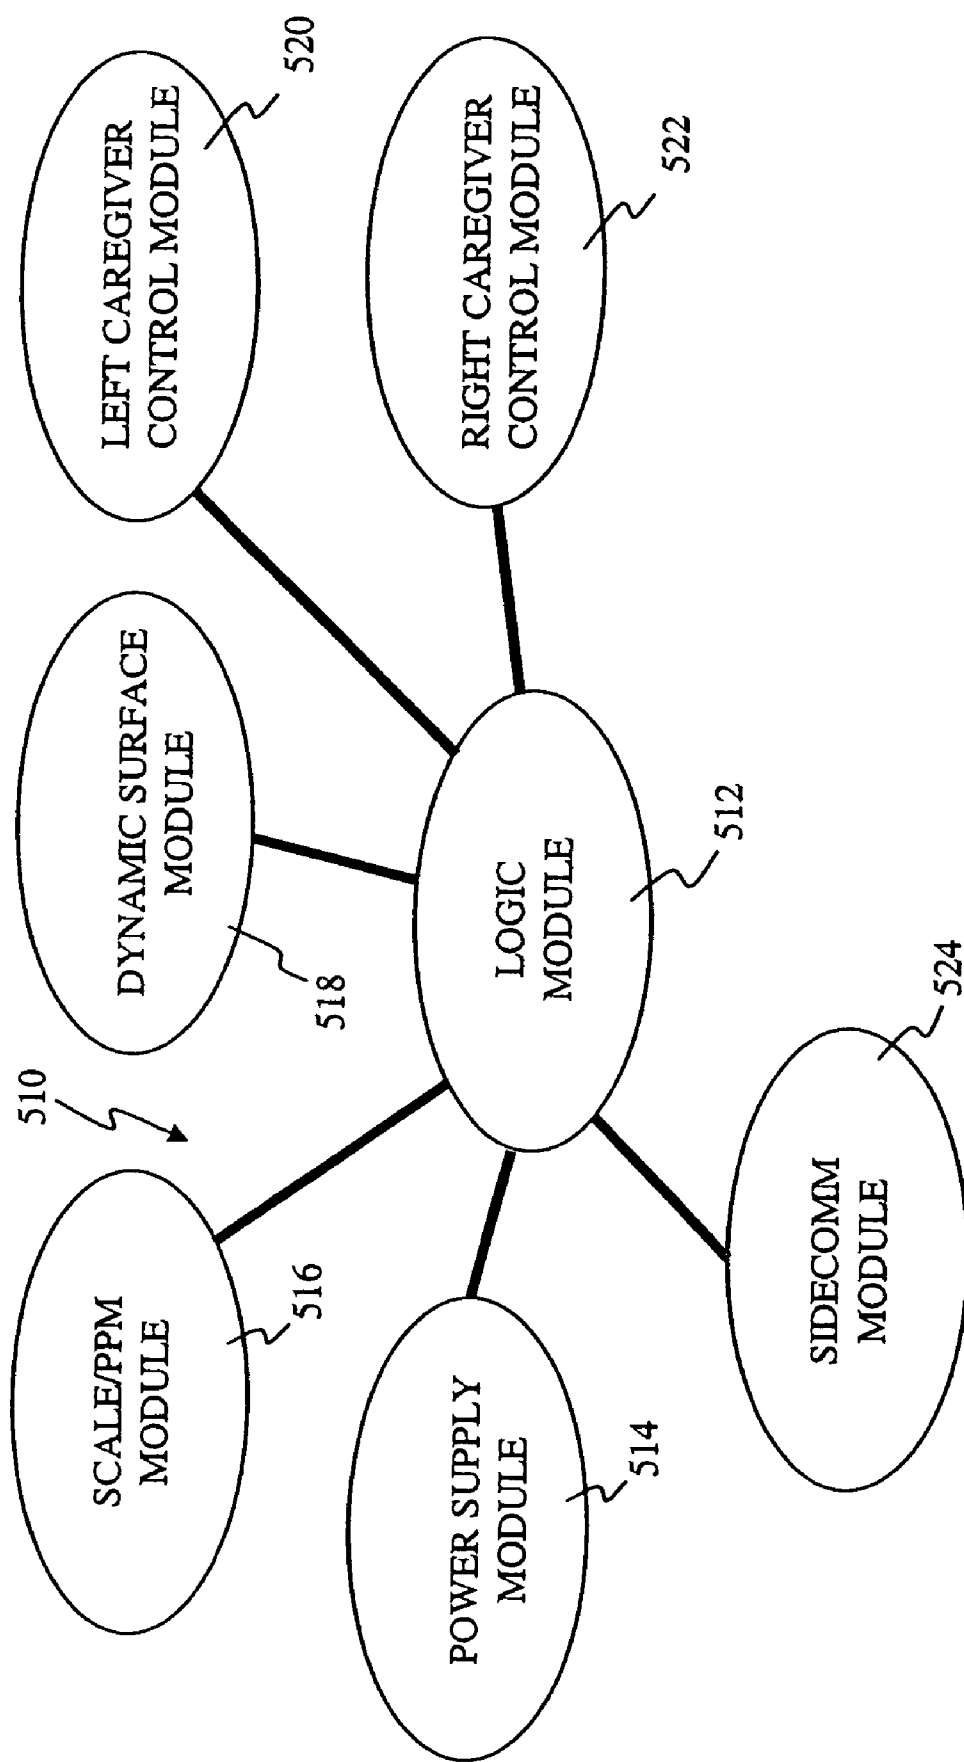 510
SCALE/PPM
MODULE
516
DYNAMIC SURFACE
MODULE
518
LEFT CAREGIVER
CONTROL MODULE
520
POWER SUPPLY
MODULE
514
LOGIC
MODULE
512
RIGHT CAREGIVER
CONTROL MODULE
522
SIDECOMM
MODULE
524